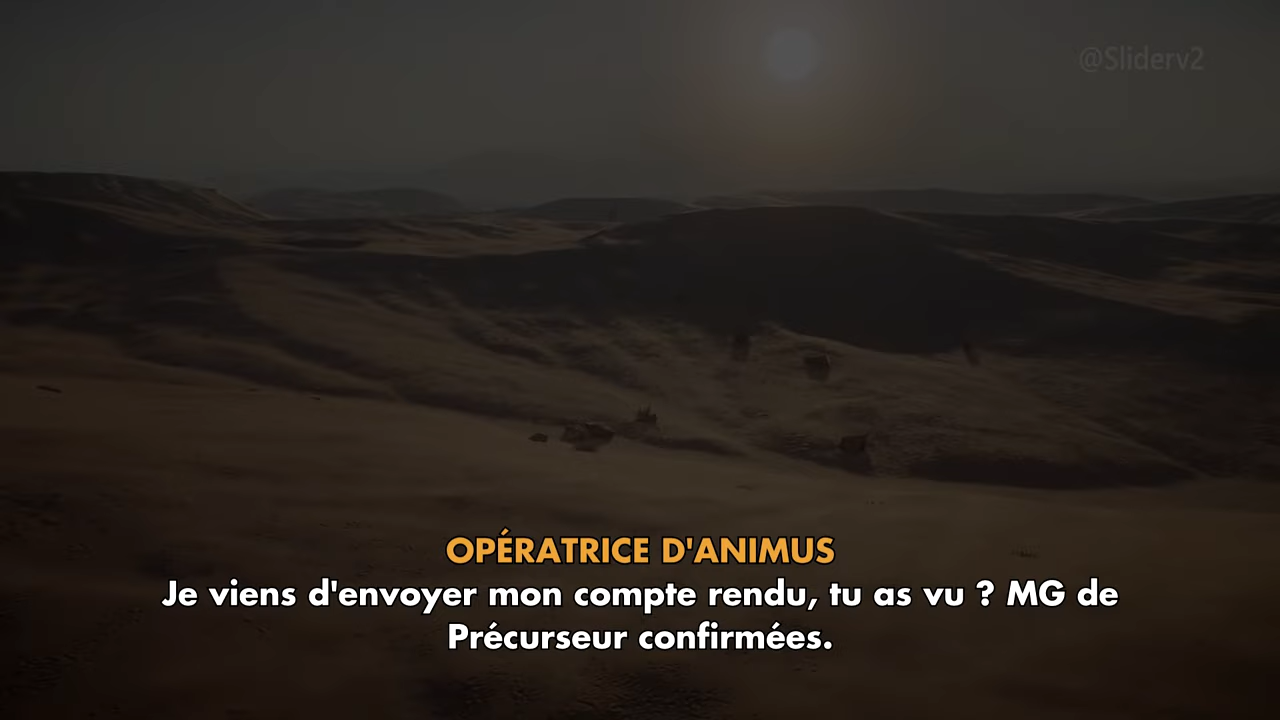 @Sliderv2
OPÉRATRICE D'ANIMUS
Je viens d'envoyer mon compte rendu, tu as vu ? MG de
Précurseur confirmées.